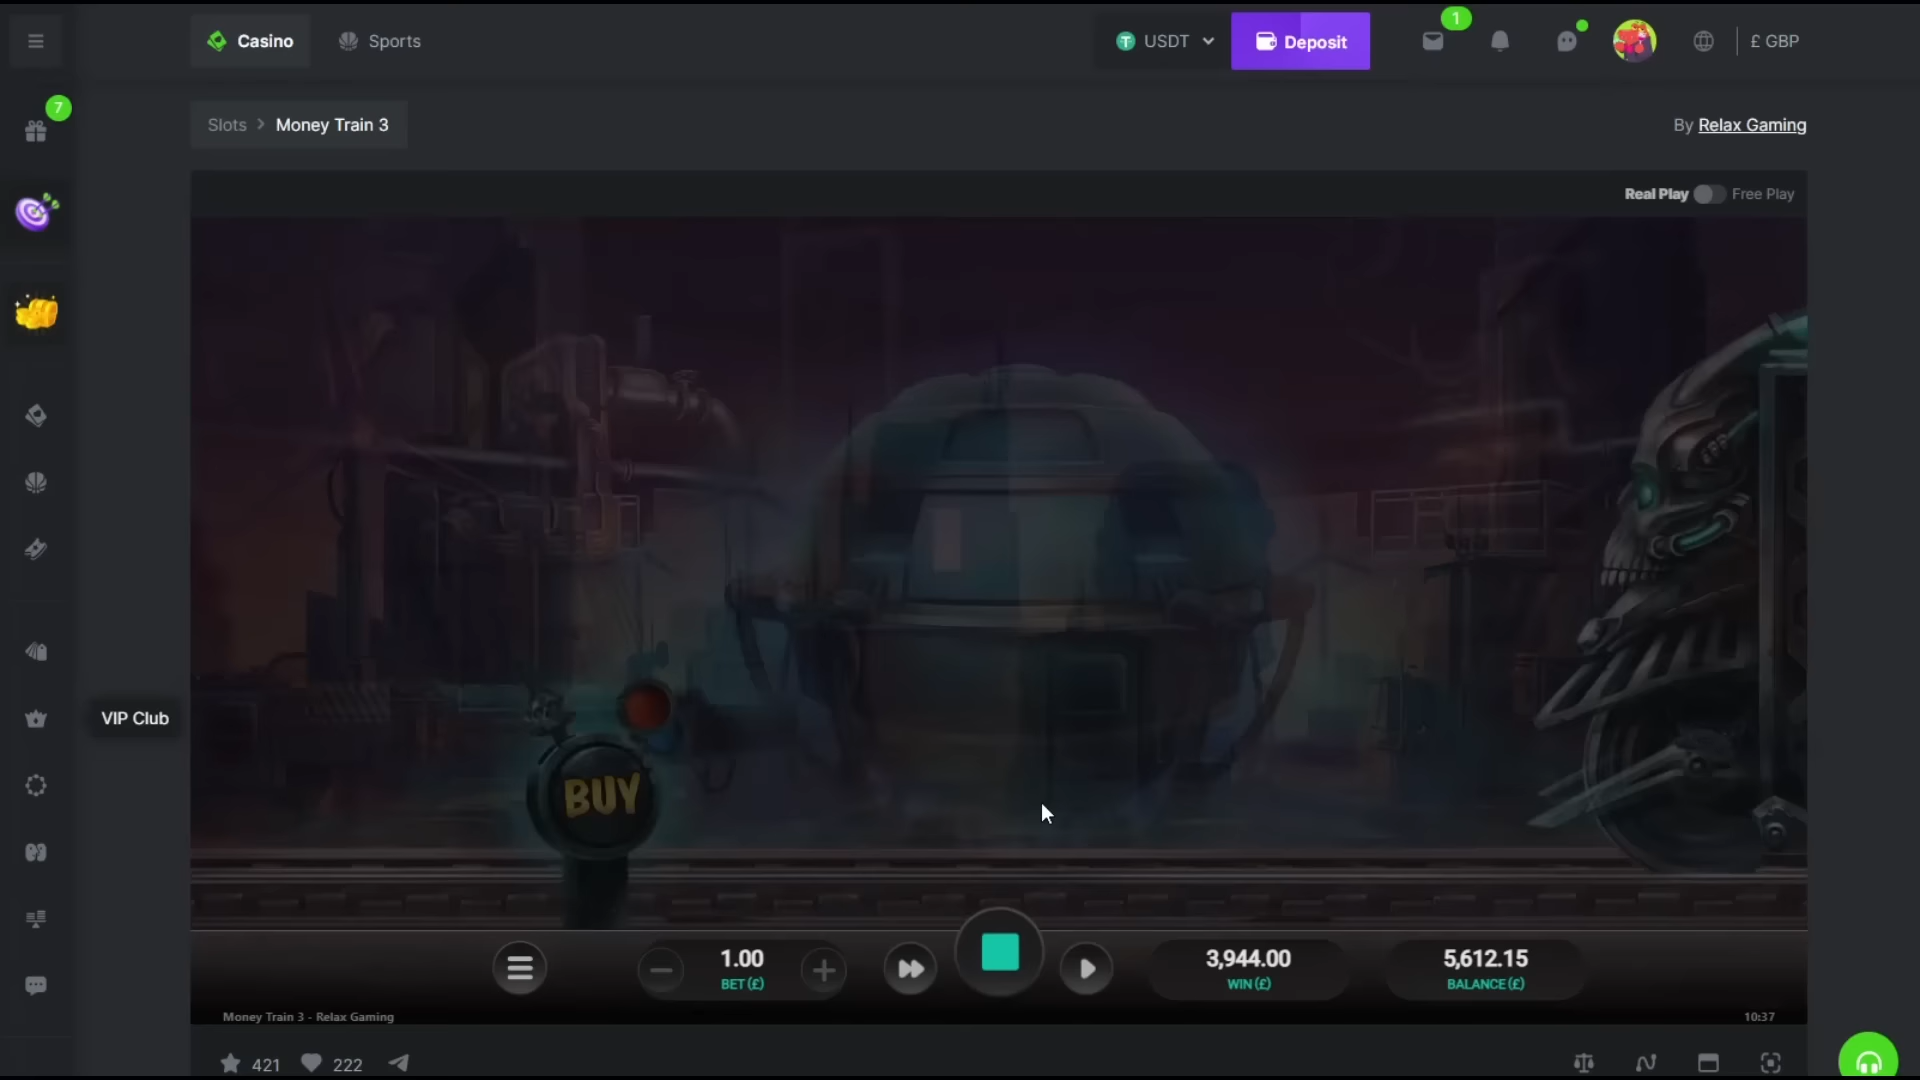 Casino
Sports
USDT
Deposit
1
£ GBP
7
Slots > Money Train 3
By Relax Gaming
Real Play
Free Play
VIP Club
BUY
1.00
BET (£)
3,944.00
WIN (£)
5,612.15
BALANCE (£)
Money Train 3 - Relax Gaming
10:37
421
222